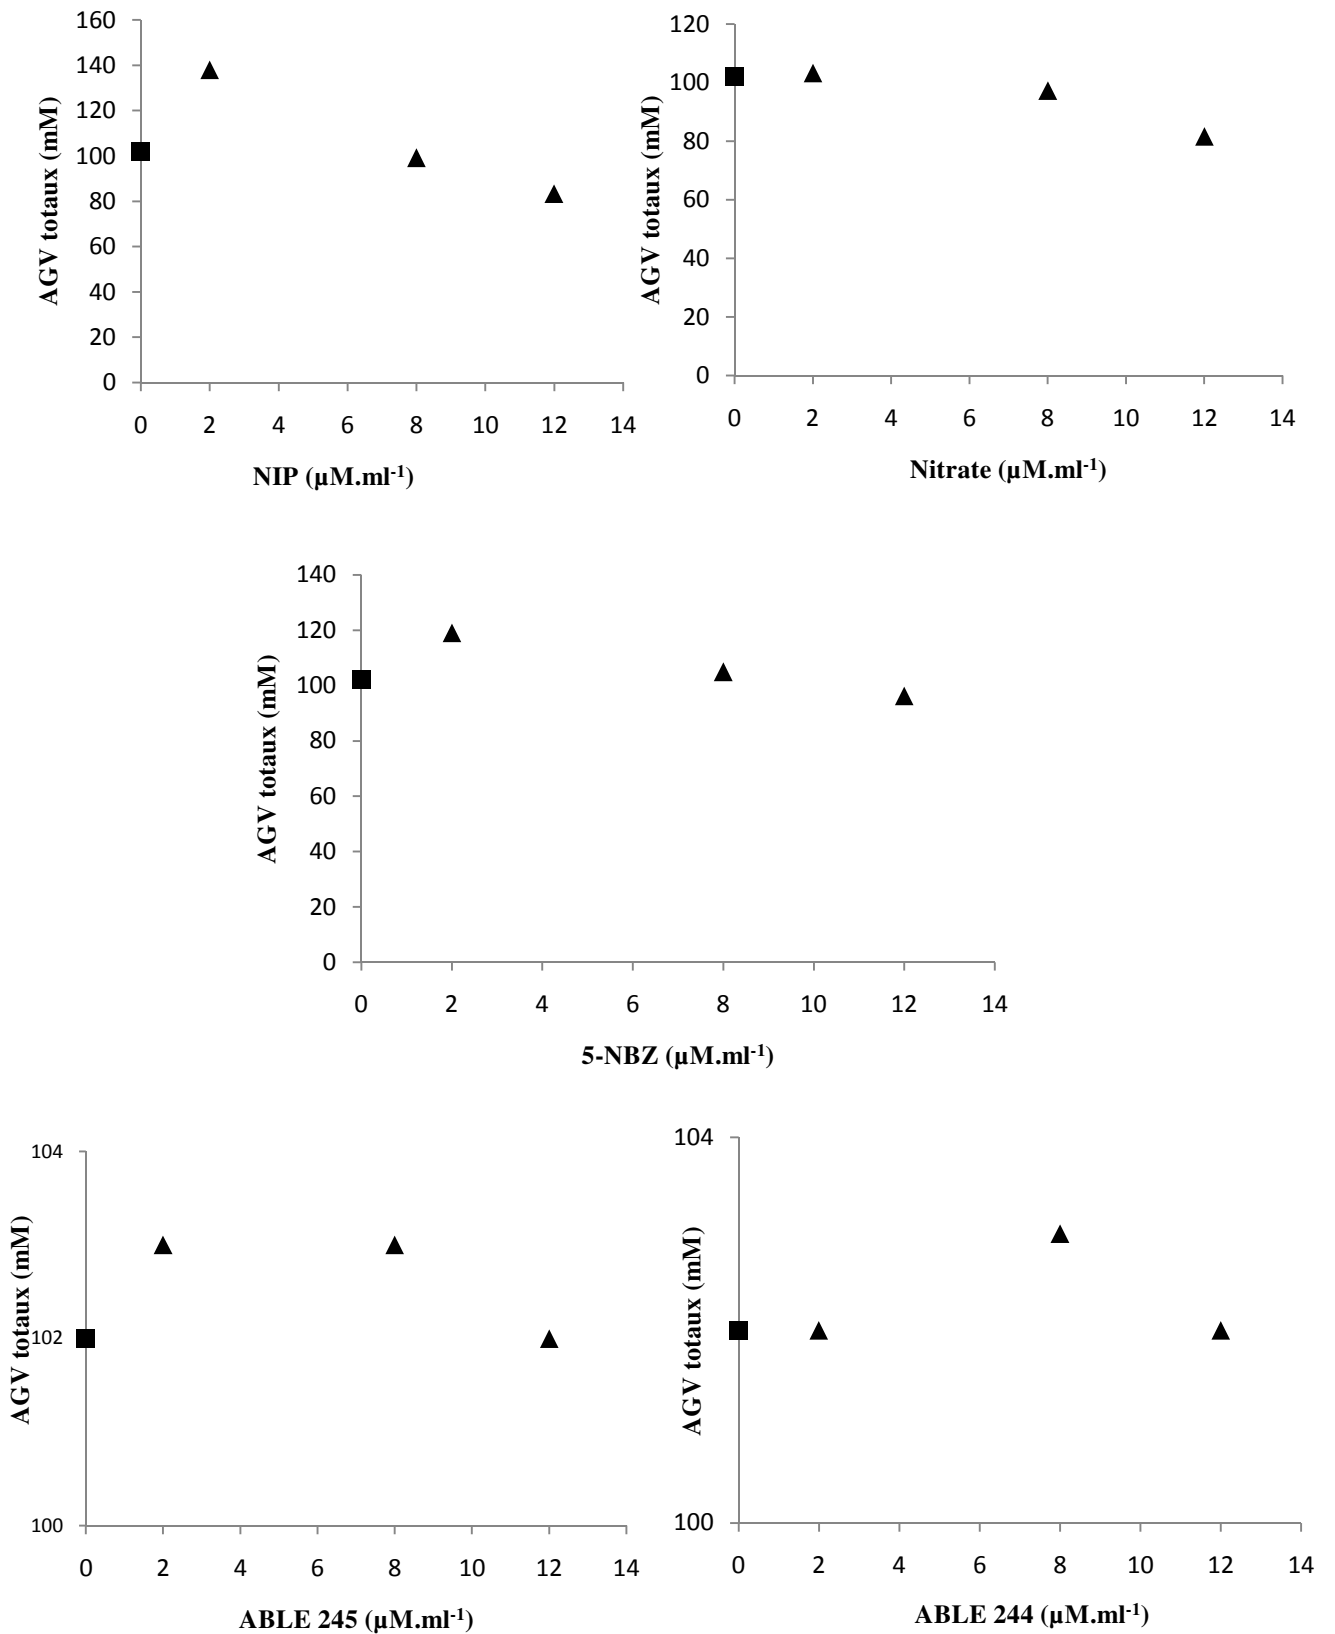 160
140
120
100
80
60
40
20
0
AGV totaux (mM)
0 2 4 6 8 10 12 14
NIP (µM.ml-1)
120
100
80
60
40
20
0
AGV totaux (mM)
0 2 4 6 8 10 12 14
Nitrate (µM.ml-1)
140
120
100
80
60
40
20
0
AGV totaux (mM)
0 2 4 6 8 10 12 14
5-NBZ (µM.ml-1)
104
102
100
AGV totaux (mM)
0 2 4 6 8 10 12 14
ABLE 245 (µM.ml-1)
104
100
AGV totaux (mM)
0 2 4 6 8 10 12 14
ABLE 244 (µM.ml-1)